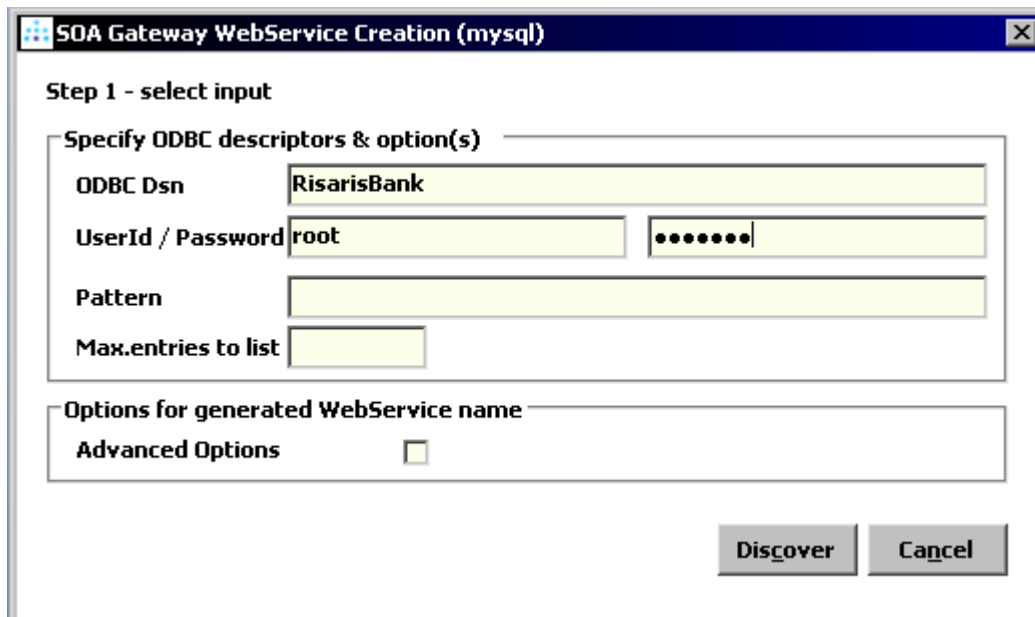 SOA Gateway WebService Creation (mysql)
Step 1 - select input
Specify ODBC descriptors & option(s)
ODBC Dsn RisarisBank
UserId / Password root •••••••
Pattern
Max.entries to list
Options for generated WebService name
Advanced Options
Discover Cancel